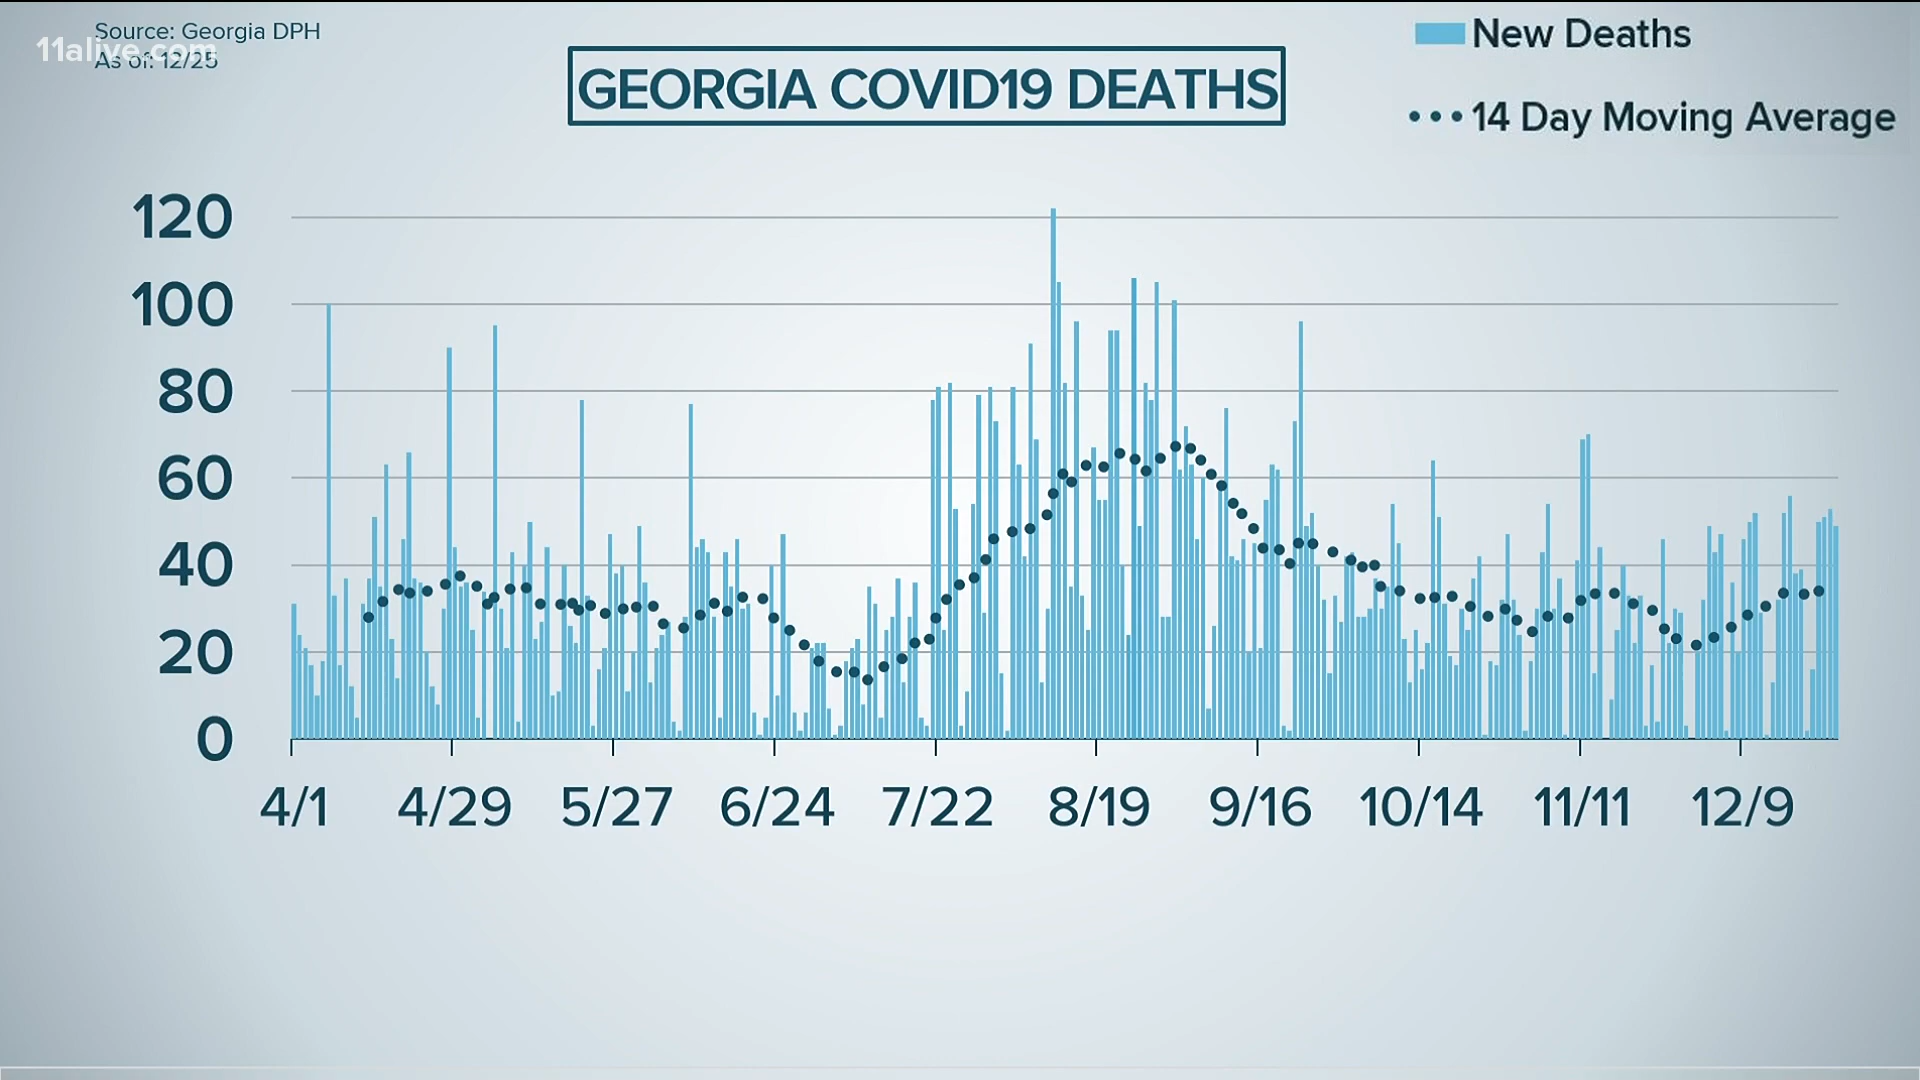 Source: Georgia DPH
11alive.com
As of: 12/25
GEORGIA COVID19 DEATHS
New Deaths
14 Day Moving Average
120
100
80
60
40
20
0
4/1 4/29 5/27 6/24 7/22 8/19 9/16 10/14 11/11 12/9